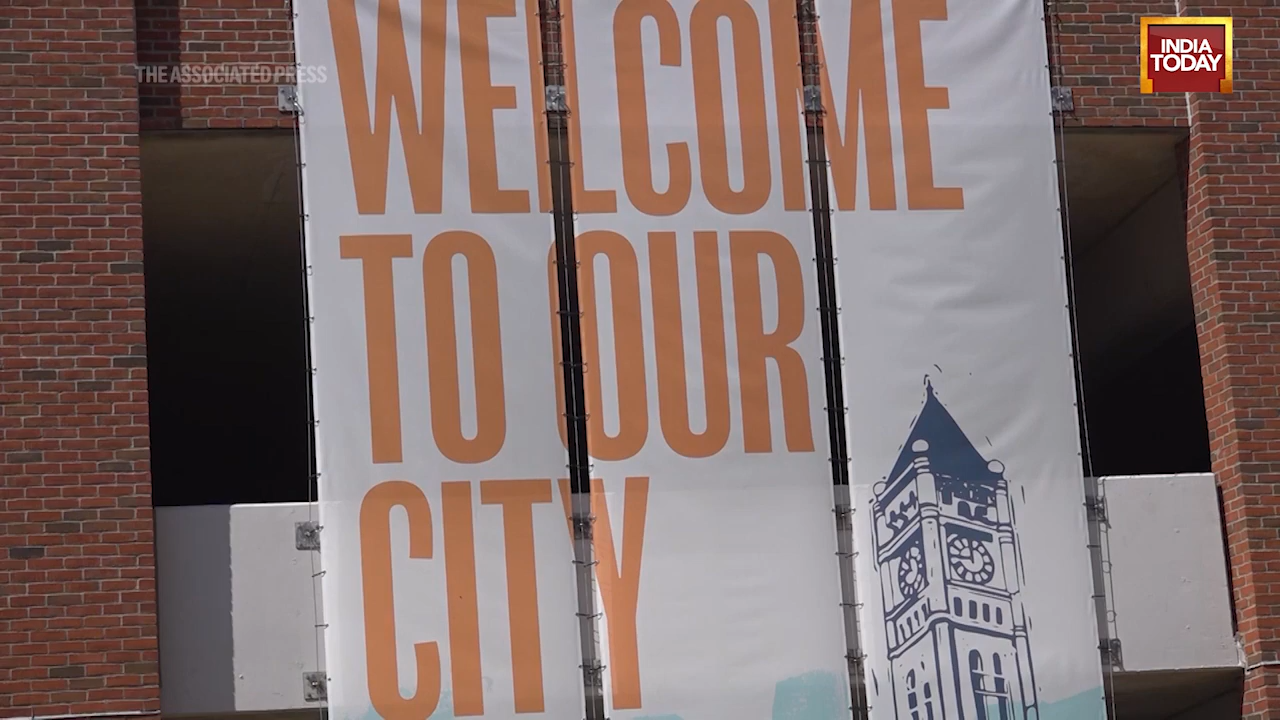 WELCOME
TO OUR
CITY
THE ASSOCIATED PRESS
INDIA
TODAY